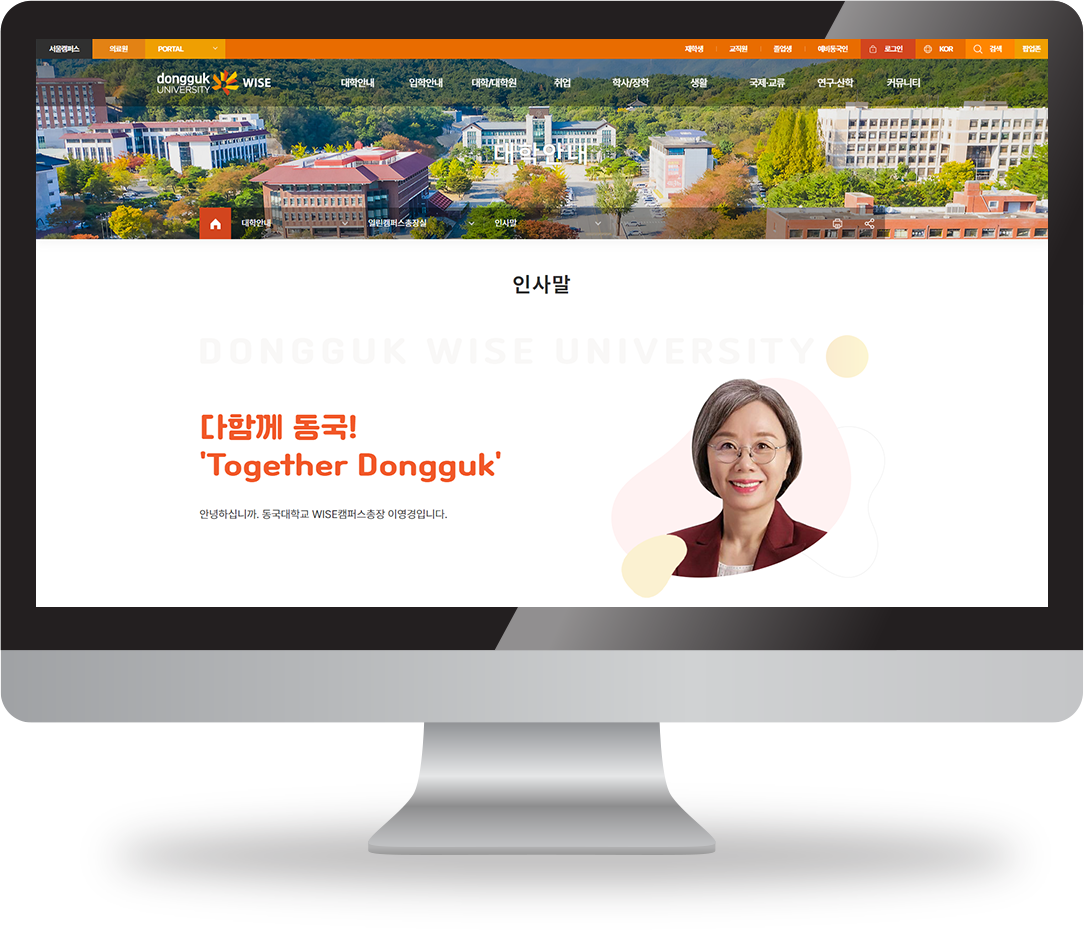 서울캠퍼스 의료원 PORTAL 재학생 교직원 졸업생 예비동국인 로그인 KOR 검색 팝업존
dongguk UNIVERSITY WISE 대학안내 입학안내 대학/대학원 취업 학사/장학 생활 국제·교류 연구·산학 커뮤니티
대학안내
대학안내 열린캠퍼스총장실 인사말
인사말
DONGGUK WISE UNIVERSITY
다함께 동국!
'Together Dongguk'
안녕하십니까. 동국대학교 WISE캠퍼스총장 이영경입니다.